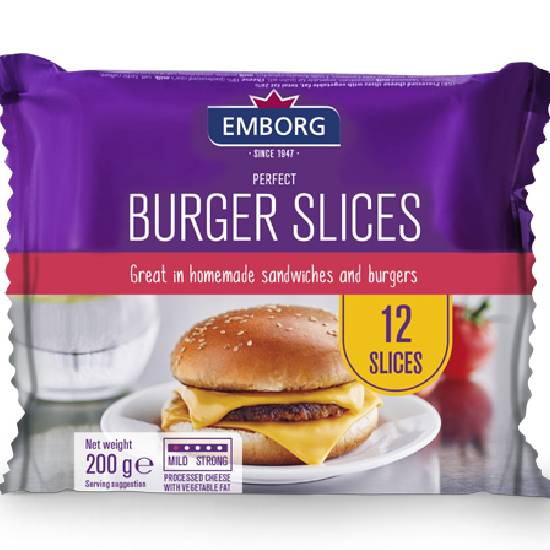 EMBORG
· SINCE 1947 ·
PERFECT
BURGER SLICES
Great in homemade sandwiches and burgers
12
SLICES
Net weight
200 g ℮
Serving suggestion
MILD STRONG
PROCESSED CHEESE
WITH VEGETABLE FAT